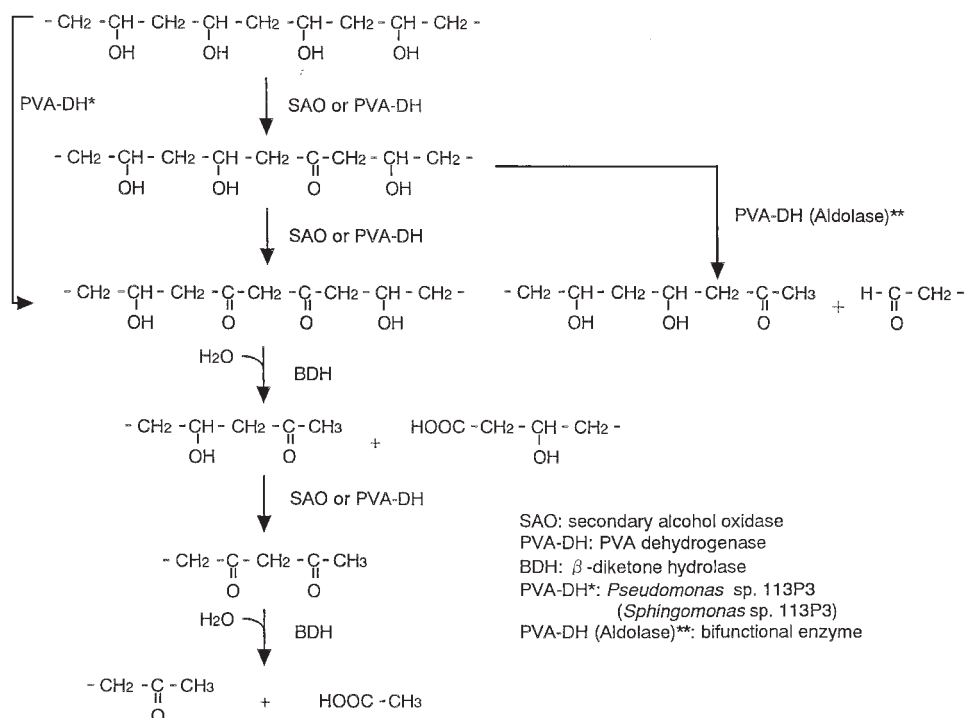 - CH2 - CH - CH2 - CH - CH2 - CH - CH2 - CH - CH2-
OH OH OH OH
PVA-DH*
SAO or PVA-DH
- CH2 - CH - CH2 - CH - CH2 - C - CH2 - CH - CH2 -
OH OH O OH
SAO or PVA-DH
PVA-DH (Aldolase)**
- CH2 - CH - CH2 - C - CH2 - C - CH2 - CH - CH2 -
OH O O OH
- CH2 - CH - CH2 - CH - CH2 - C - CH3 + H - C - CH2 -
OH OH O O
H2O
BDH
- CH2 - CH - CH2 - C - CH3 + HOOC - CH2 - CH - CH2 -
OH O OH
SAO or PVA-DH
- CH2 - C - CH2 - C - CH3
O O
H2O
BDH
- CH2 - C - CH3 + HOOC - CH3
O
SAO: secondary alcohol oxidase
PVA-DH: PVA dehydrogenase
BDH: β -diketone hydrolase
PVA-DH*: Pseudomonas sp. 113P3
(Sphingomonas sp. 113P3)
PVA-DH (Aldolase)**: bifunctional enzyme